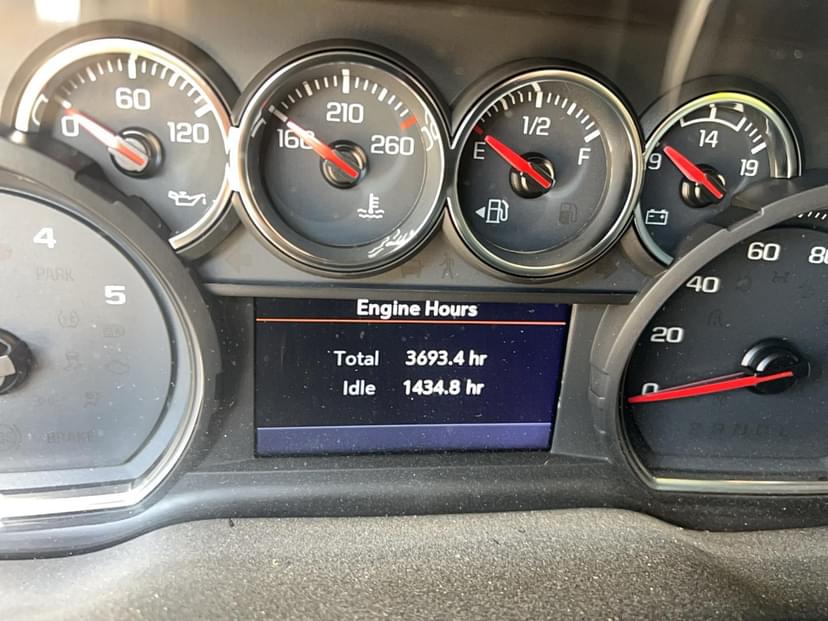 0 60 120
160 210 260
E 1/2 F
9 14 19
4
5
PARK
BRAKE
Engine Hours
Total 3693.4 hr
Idle 1434.8 hr
0 20 40 60 80